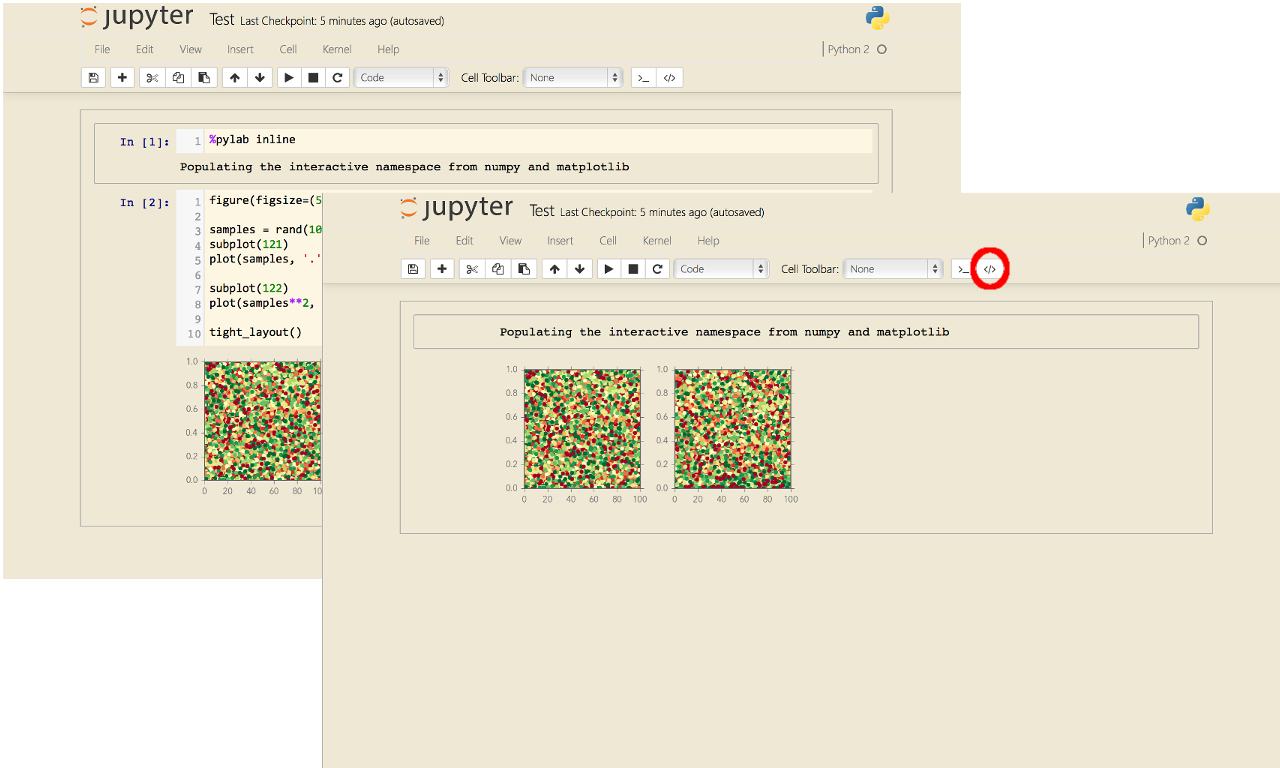 jupyter Test Last Checkpoint: 5 minutes ago (autosaved)
File Edit View Insert Cell Kernel Help Python 2
Code Cell Toolbar: None >_ </>
In [1]: 1 %pylab inline
Populating the interactive namespace from numpy and matplotlib
In [2]: 1 figure(figsize=(5
2
3 samples = rand(10
4 subplot(121)
5 plot(samples, '.'
6
7 subplot(122)
8 plot(samples**2,
9
10 tight_layout()
1.0
0.8
0.6
0.4
0.2
0.0
0 20 40 60 80 10
jupyter Test Last Checkpoint: 5 minutes ago (autosaved)
File Edit View Insert Cell Kernel Help Python 2
Code Cell Toolbar: None >_ </>
Populating the interactive namespace from numpy and matplotlib
1.0 1.0
0.8 0.8
0.6 0.6
0.4 0.4
0.2 0.2
0.0 0.0
0 20 40 60 80 100 0 20 40 60 80 100